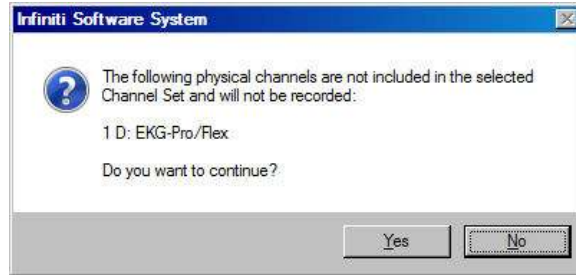 Infiniti Software System
The following physical channels are not included in the selected
Channel Set and will not be recorded:
1 D: EKG-Pro/Flex
Do you want to continue?
Yes
No